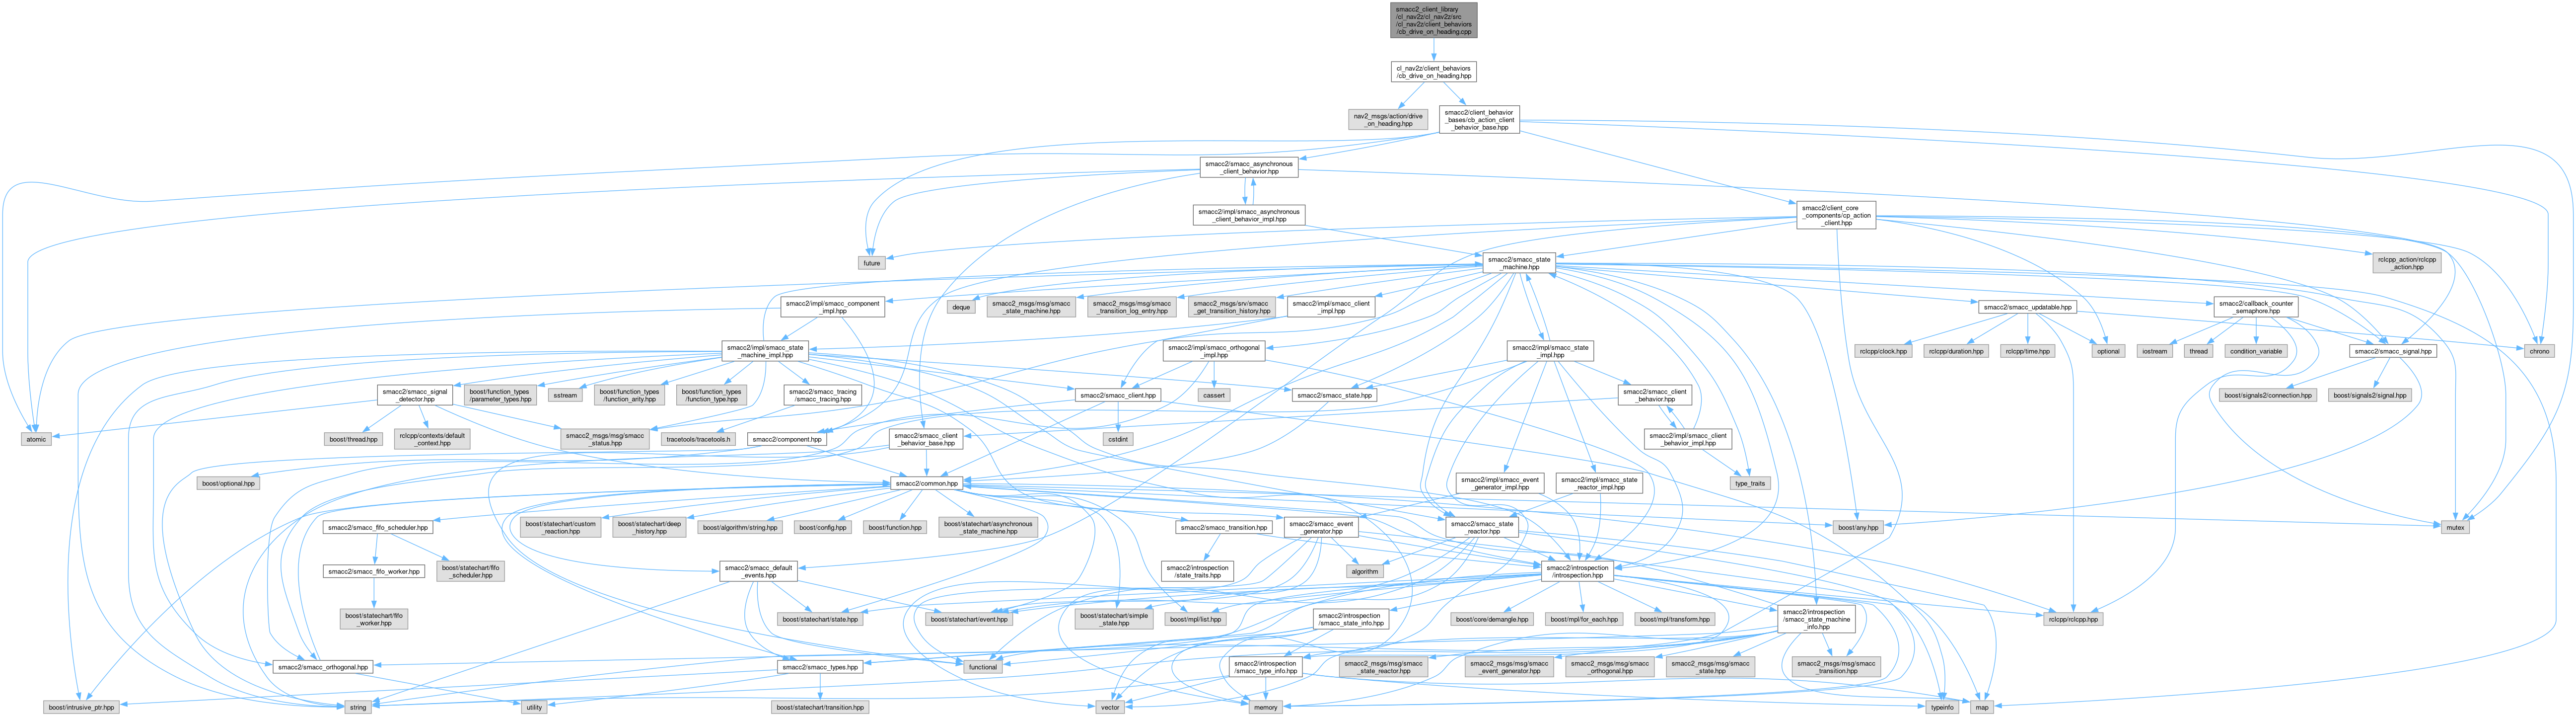 smacc2_client_library
/cl_nav2z/cl_nav2z/src
/cl_nav2z/client_behaviors
/cb_drive_on_heading.cpp
cl_nav2z/client_behaviors
/cb_drive_on_heading.hpp
nav2_msgs/action/drive
_on_heading.hpp
smacc2/client_behavior
_bases/cb_action_client
_behavior_base.hpp
smacc2/smacc_asynchronous
_client_behavior.hpp
smacc2/impl/smacc_asynchronous
_client_behavior_impl.hpp
smacc2/client_core
_components/cp_action
_client.hpp
future
smacc2/smacc_state
_machine.hpp
rclcpp_action/rclcpp
_action.hpp
smacc2/impl/smacc_component
_impl.hpp
deque
smacc2_msgs/msg/smacc
_state_machine.hpp
smacc2_msgs/msg/smacc
_transition_log_entry.hpp
smacc2_msgs/srv/smacc
_get_transition_history.hpp
smacc2/impl/smacc_client
_impl.hpp
smacc2/smacc_updatable.hpp
smacc2/callback_counter
_semaphore.hpp
smacc2/impl/smacc_state
_machine_impl.hpp
smacc2/impl/smacc_orthogonal
_impl.hpp
smacc2/impl/smacc_state
_impl.hpp
rclcpp/clock.hpp
rclcpp/duration.hpp
rclcpp/time.hpp
optional
iostream
thread
condition_variable
smacc2/smacc_signal.hpp
chrono
smacc2/smacc_signal
_detector.hpp
boost/function_types
/parameter_types.hpp
sstream
boost/function_types
/function_arity.hpp
boost/function_types
/function_type.hpp
smacc2/smacc_tracing
/smacc_tracing.hpp
smacc2/smacc_client.hpp
cassert
smacc2/smacc_state.hpp
smacc2/smacc_client
_behavior.hpp
boost/signals2/connection.hpp
boost/signals2/signal.hpp
atomic
boost/thread.hpp
rclcpp/contexts/default
_context.hpp
smacc2_msgs/msg/smacc
_status.hpp
tracetools/tracetools.h
smacc2/component.hpp
smacc2/smacc_client
_behavior_base.hpp
cstdint
smacc2/impl/smacc_client
_behavior_impl.hpp
boost/optional.hpp
smacc2/common.hpp
smacc2/impl/smacc_event
_generator_impl.hpp
smacc2/impl/smacc_state
_reactor_impl.hpp
type_traits
smacc2/smacc_fifo_scheduler.hpp
boost/statechart/custom
_reaction.hpp
boost/statechart/deep
_history.hpp
boost/algorithm/string.hpp
boost/config.hpp
boost/function.hpp
boost/statechart/asynchronous
_state_machine.hpp
smacc2/smacc_transition.hpp
smacc2/smacc_event
_generator.hpp
smacc2/smacc_state
_reactor.hpp
boost/any.hpp
mutex
smacc2/smacc_fifo_worker.hpp
boost/statechart/fifo
_scheduler.hpp
smacc2/smacc_default
_events.hpp
smacc2/introspection
/state_traits.hpp
algorithm
smacc2/introspection
/introspection.hpp
boost/statechart/fifo
_worker.hpp
boost/statechart/state.hpp
boost/statechart/event.hpp
boost/statechart/simple
_state.hpp
boost/mpl/list.hpp
smacc2/introspection
/smacc_state_info.hpp
boost/core/demangle.hpp
boost/mpl/for_each.hpp
boost/mpl/transform.hpp
smacc2/introspection
/smacc_state_machine
_info.hpp
rclcpp/rclcpp.hpp
smacc2/smacc_orthogonal.hpp
smacc2/smacc_types.hpp
functional
smacc2/introspection
/smacc_type_info.hpp
smacc2_msgs/msg/smacc
_state_reactor.hpp
smacc2_msgs/msg/smacc
_event_generator.hpp
smacc2_msgs/msg/smacc
_orthogonal.hpp
smacc2_msgs/msg/smacc
_state.hpp
smacc2_msgs/msg/smacc
_transition.hpp
boost/intrusive_ptr.hpp
string
utility
boost/statechart/transition.hpp
vector
memory
typeinfo
map